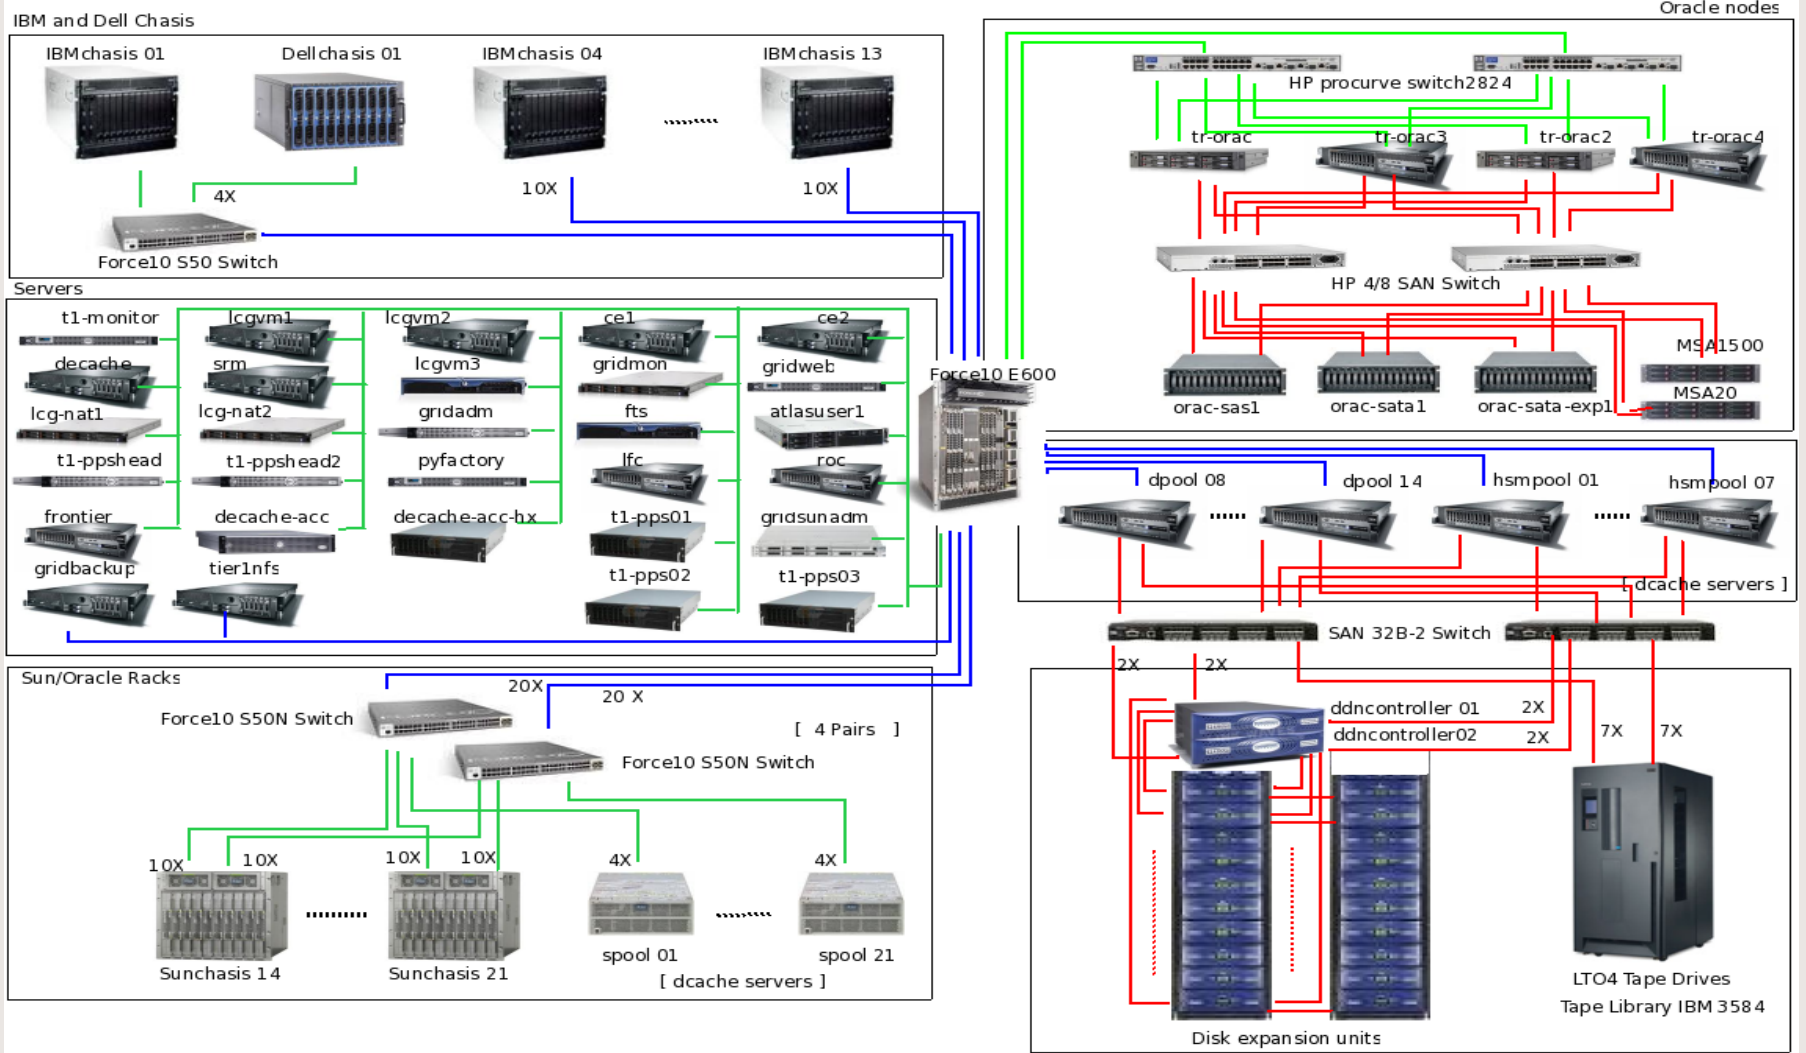 IBM and Dell Chasis
IBMchasis 01
Dellchasis 01
IBMchasis 04
IBMchasis 13
4X
10X
10X
Force10 S50 Switch
Servers
t1-monitor
lcgvm1
lcgvm2
ce1
ce2
decache
srm
lcgvm3
gridmon
gridweb
lcg-nat1
lcg-nat2
gridadm
fts
atlasuser1
t1-ppshead
t1-ppshead2
pyfactory
lfc
roc
frontier
decache-acc
decache-acc-hx
t1-pps01
gridsunadm
gridbackup
tier1nfs
t1-pps02
t1-pps03
Force10 E600
Sun/Oracle Racks
20X
20 X
Force10 S50N Switch
[ 4 Pairs ]
Force10 S50N Switch
10X
10X
10X
10X
4X
4X
Sunchasis 14
Sunchasis 21
spool 01
spool 21
[ dcache servers ]
Oracle nodes
HP procurve switch2824
tr-orac
tr-orac3
tr-orac2
tr-orac4
HP 4/8 SAN Switch
MSA1500
MSA20
orac-sas1
orac-sata1
orac-sata-exp1
dpool 08
dpool 14
hsmpool 01
hsmpool 07
[ dcache servers ]
SAN 32B-2 Switch
2X
2X
ddncontroller 01
2X
ddncontroller02
2X
7X
7X
LTO4 Tape Drives
Tape Library IBM 3584
Disk expansion units